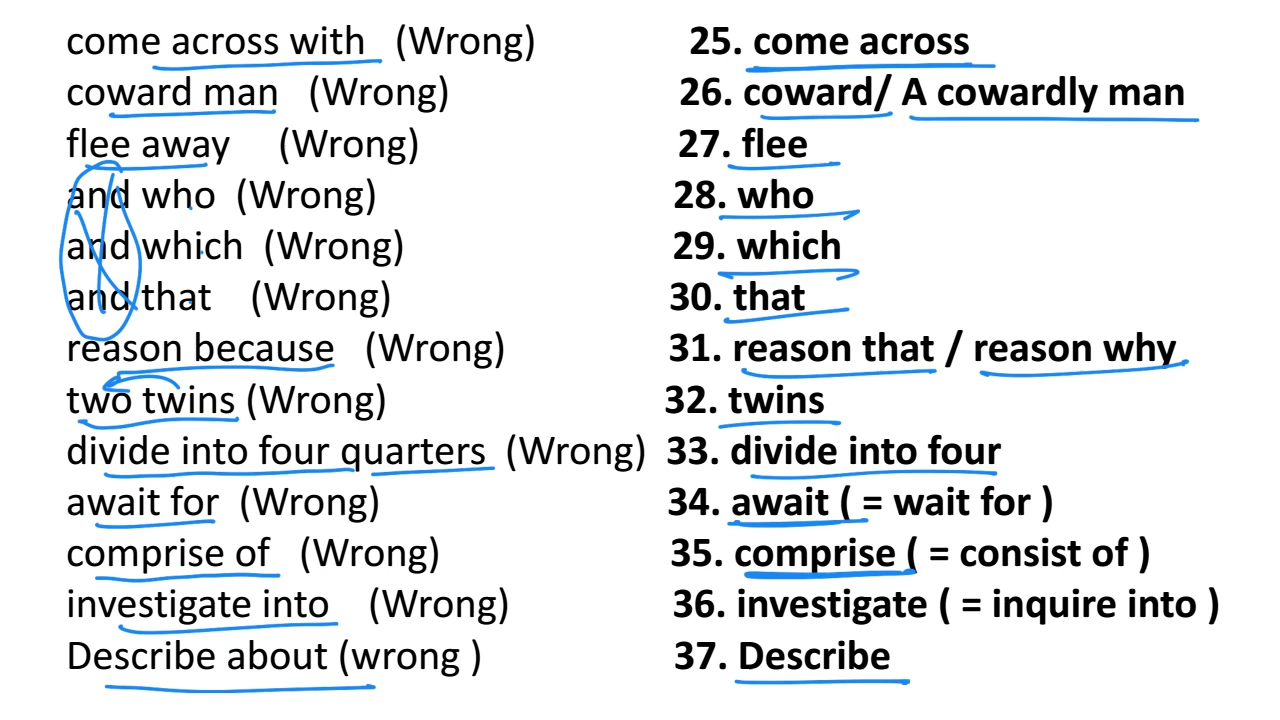 come across with (Wrong) 25. come across
coward man (Wrong) 26. coward/ A cowardly man
flee away (Wrong) 27. flee
and who (Wrong) 28. who
and which (Wrong) 29. which
and that (Wrong) 30. that
reason because (Wrong) 31. reason that / reason why
two twins (Wrong) 32. twins
divide into four quarters (Wrong) 33. divide into four
await for (Wrong) 34. await ( = wait for )
comprise of (Wrong) 35. comprise ( = consist of )
investigate into (Wrong) 36. investigate ( = inquire into )
Describe about (wrong ) 37. Describe